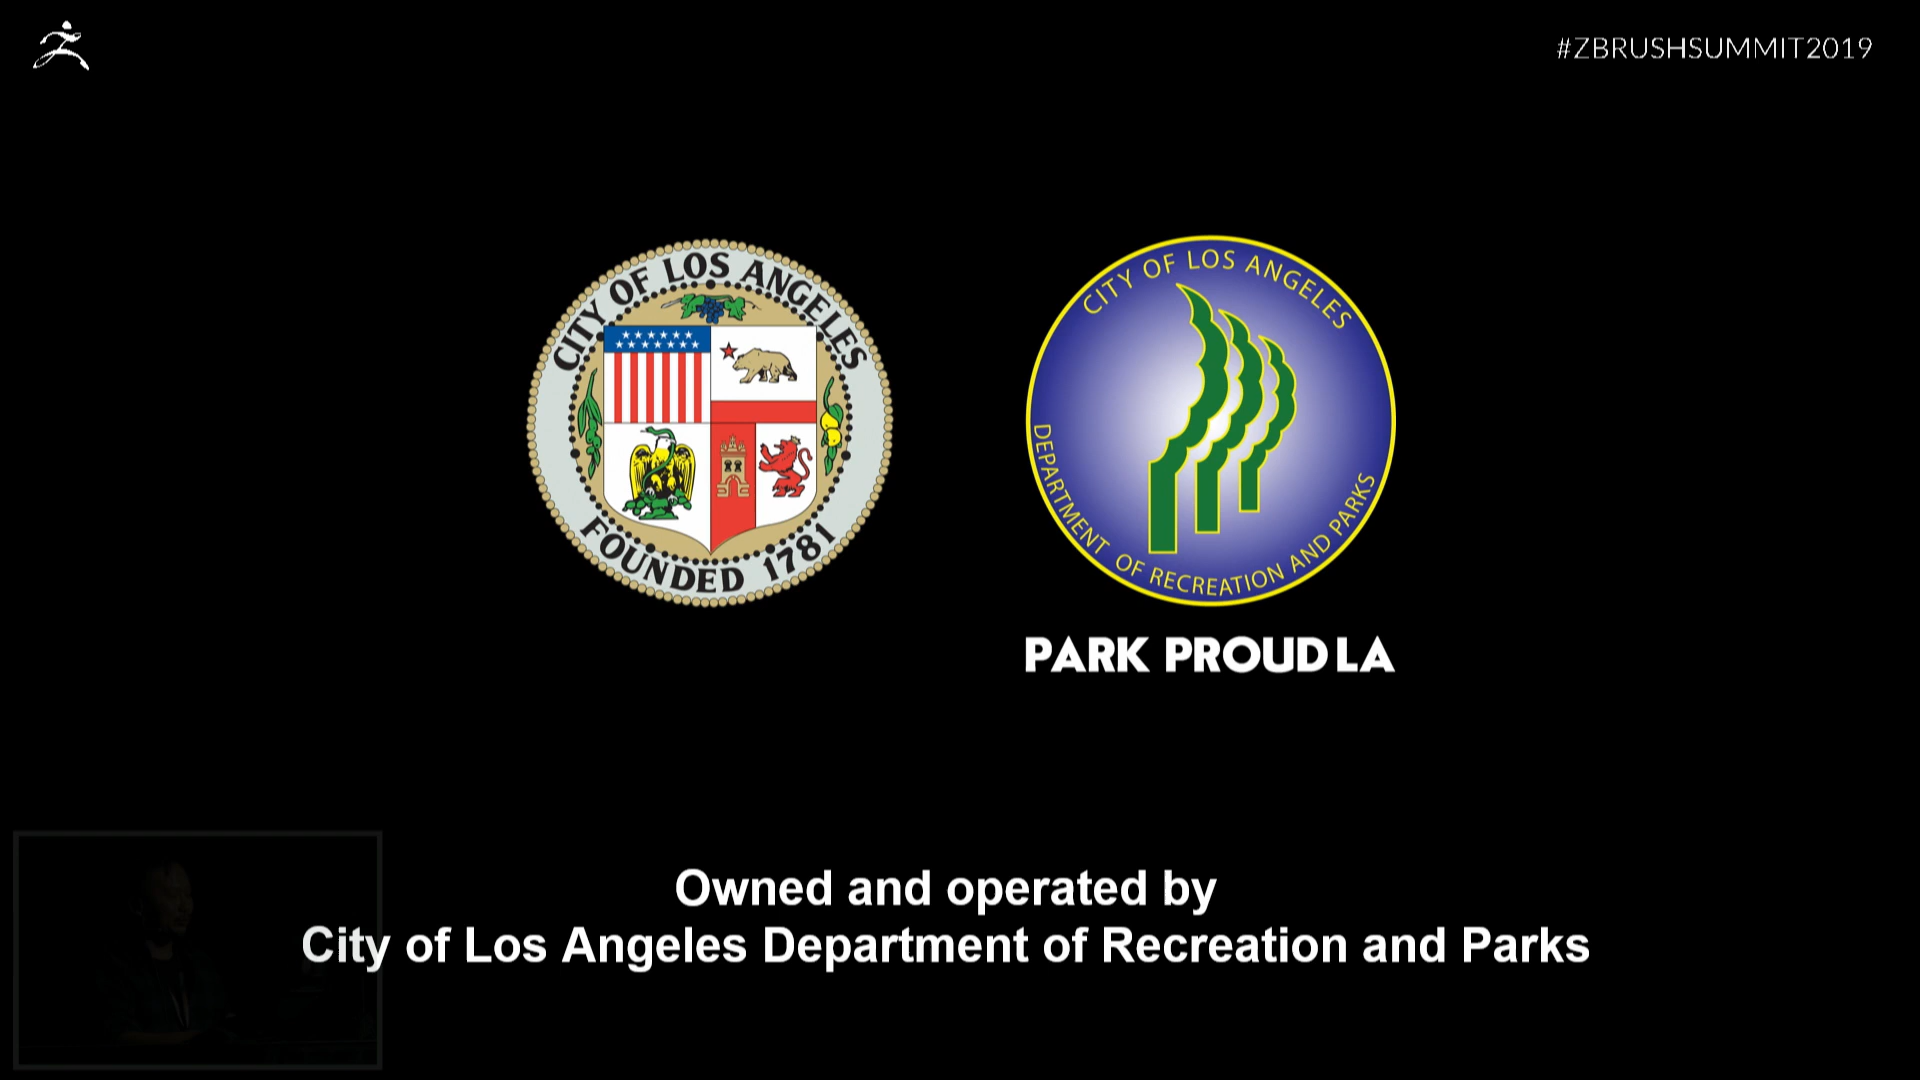 #ZBRUSHSUMMIT2019
CITY OF LOS ANGELES
FOUNDED 1781
CITY OF LOS ANGELES
DEPARTMENT OF RECREATION AND PARKS
PARK PROUD LA
Owned and operated by
City of Los Angeles Department of Recreation and Parks